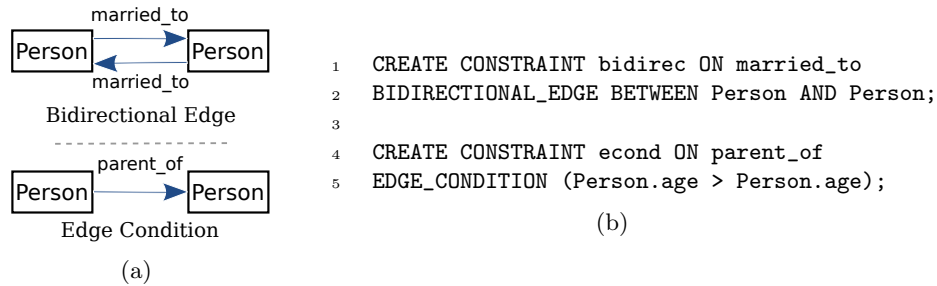 married_to
Person Person
married_to
Bidirectional Edge
parent_of
Person Person
Edge Condition
(a)
1 CREATE CONSTRAINT bidirec ON married_to
2 BIDIRECTIONAL_EDGE BETWEEN Person AND Person;
3
4 CREATE CONSTRAINT econd ON parent_of
5 EDGE_CONDITION (Person.age > Person.age);
(b)